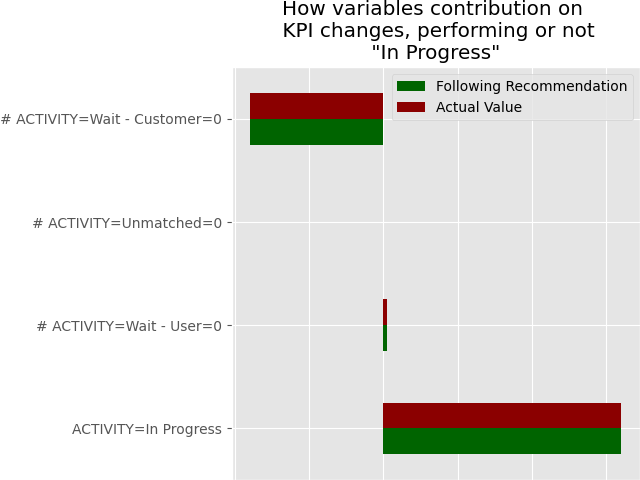 How variables contribution on
KPI changes, performing or not
"In Progress"
Following Recommendation
Actual Value
# ACTIVITY=Wait - Customer=0
# ACTIVITY=Unmatched=0
# ACTIVITY=Wait - User=0
ACTIVITY=In Progress